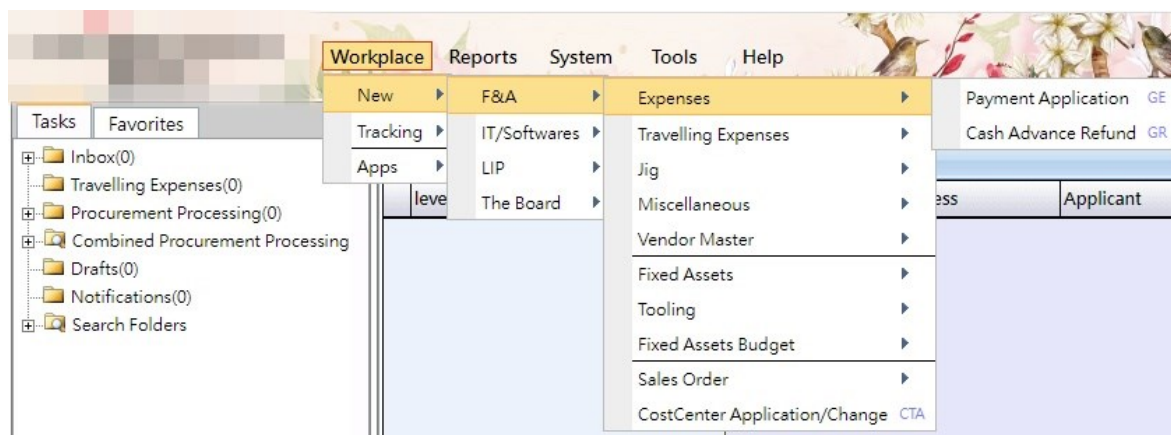 Workplace Reports System Tools Help
New F&A Expenses Payment Application GE
Tasks Favorites Tracking IT/Softwares Travelling Expenses Cash Advance Refund GR
Inbox(0) Apps LIP Jig
Travelling Expenses(0) The Board Miscellaneous Applicant
Procurement Processing(0) Vendor Master
Combined Procurement Processing
Drafts(0) Fixed Assets
Notifications(0) Tooling
Search Folders Fixed Assets Budget
Sales Order
CostCenter Application/Change CTA